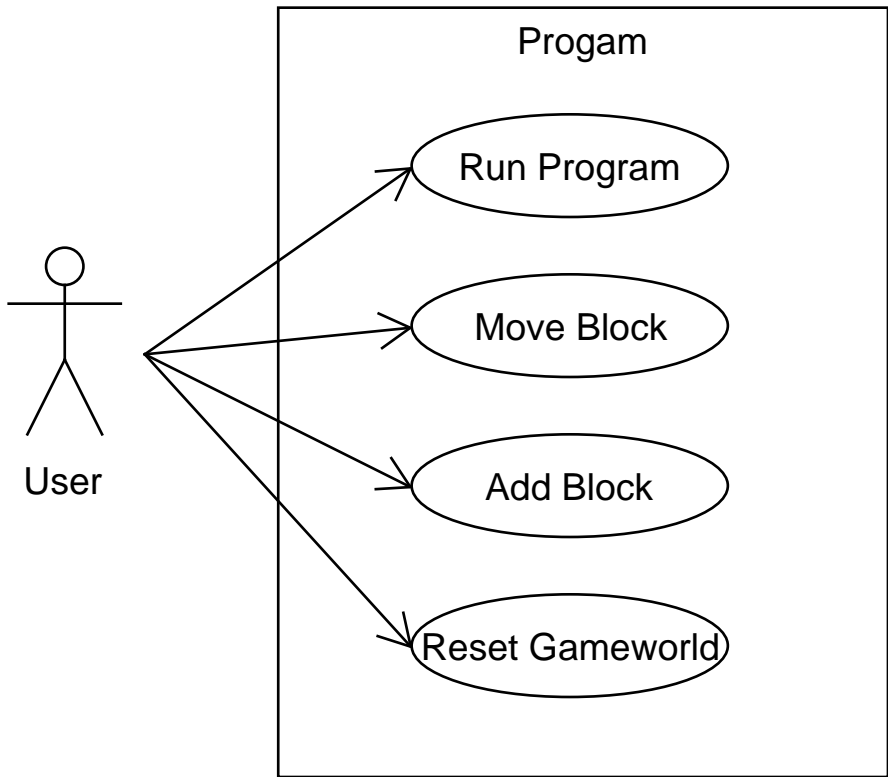 Progam
Run Program
Move Block
Add Block
Reset Gameworld
User